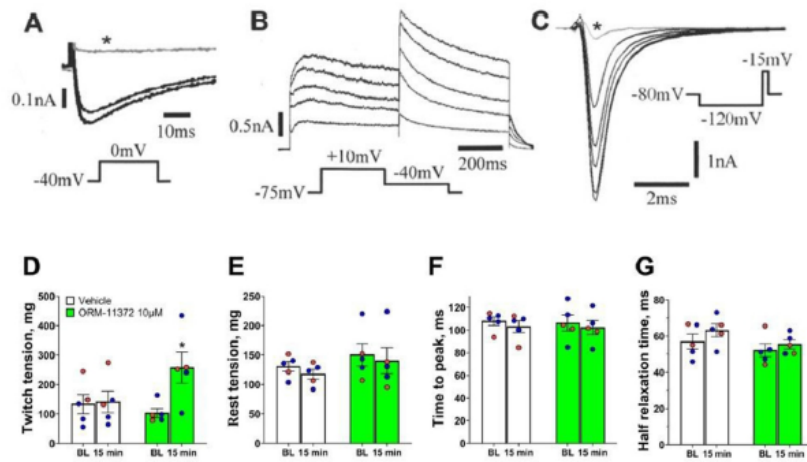 A
*
0.1nA
10ms
0mV
-40mV
B
0.5nA
200ms
+10mV
-40mV
-75mV
C
*
-15mV
-80mV
-120mV
1nA
2ms
D
Vehicle
ORM-11372 10μM
Twitch tension, mg
500
400
300
200
100
0
*
BL 15 min BL 15 min
E
Rest tension, mg
250
200
150
100
50
0
BL 15 min BL 15 min
F
Time to peak, ms
120
100
80
60
40
20
0
BL 15 min BL 15 min
G
Half relaxation time, ms
80
60
40
20
0
BL 15 min BL 15 min